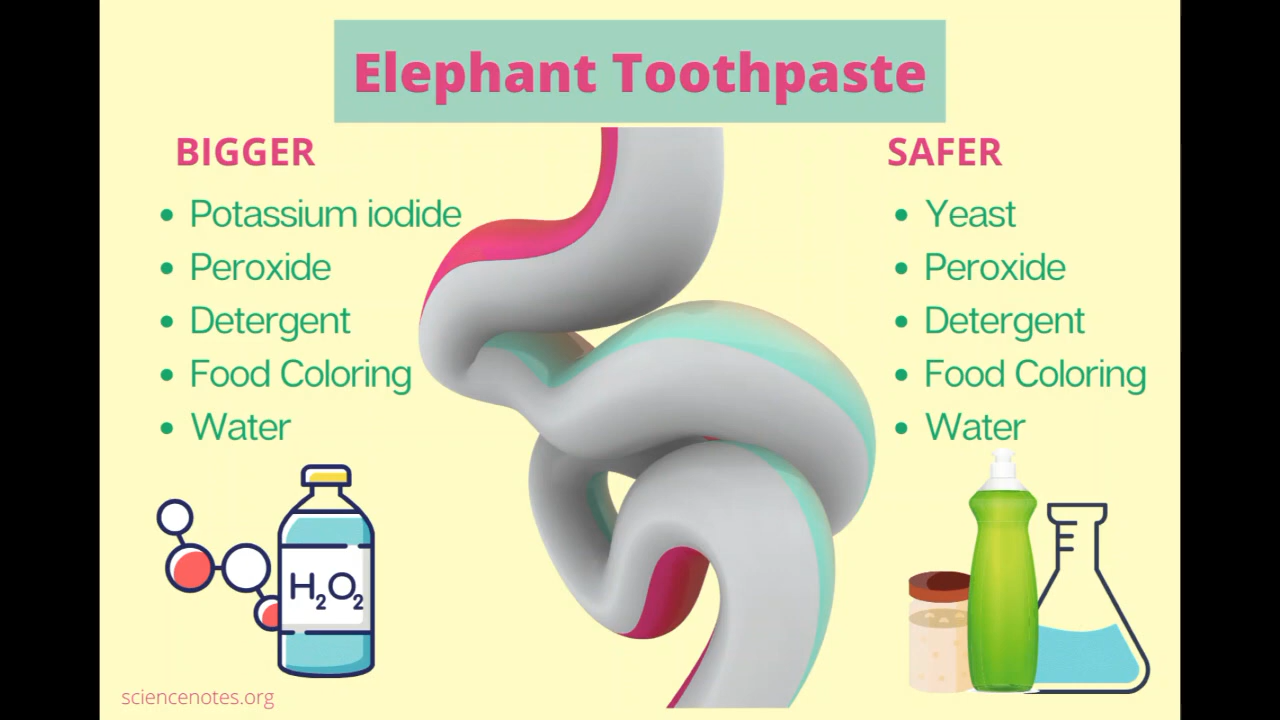 Elephant Toothpaste
BIGGER
• Potassium iodide
• Peroxide
• Detergent
• Food Coloring
• Water
H2O2
SAFER
• Yeast
• Peroxide
• Detergent
• Food Coloring
• Water
sciencenotes.org